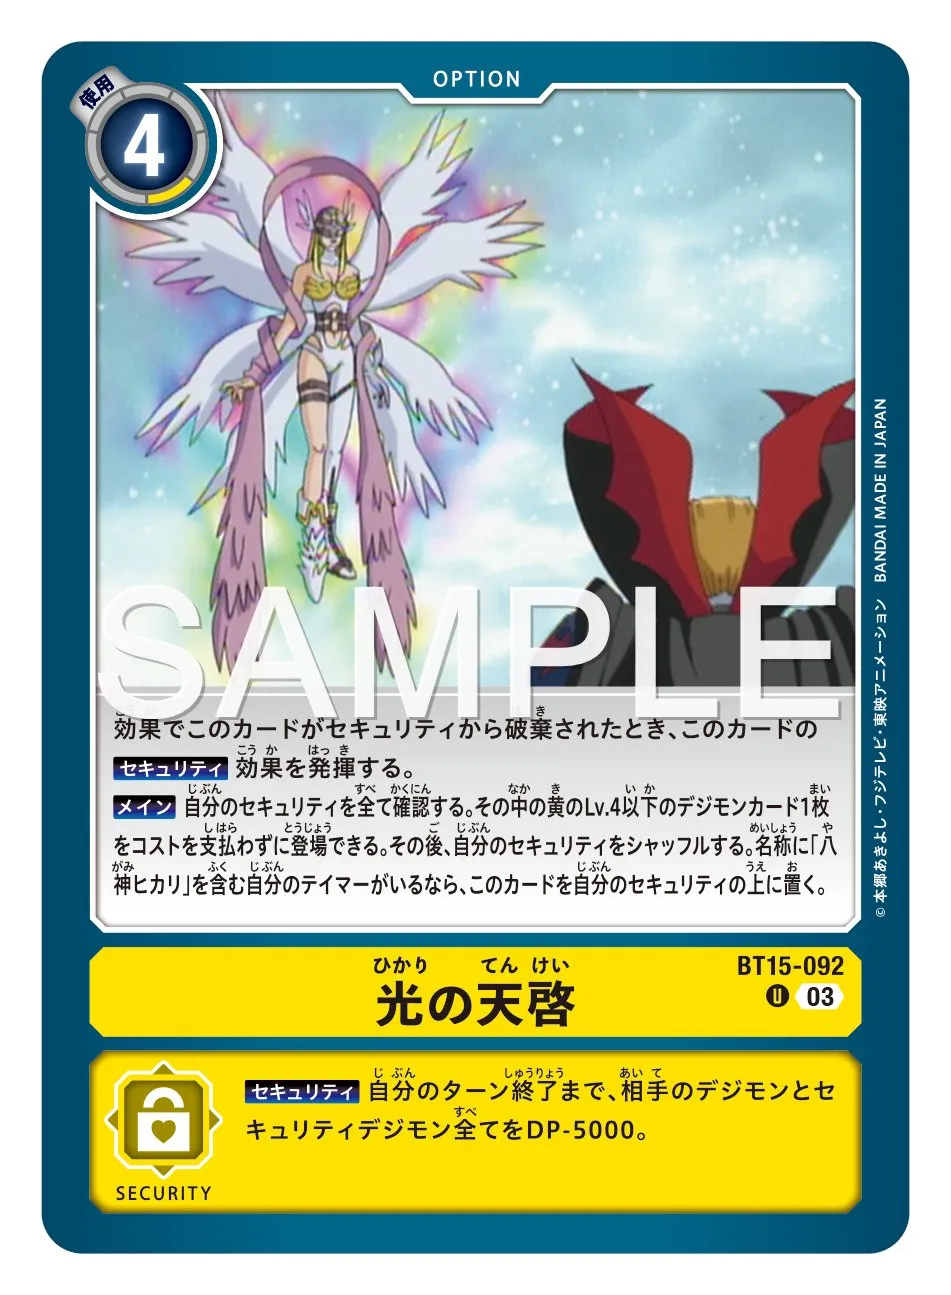 OPTION
使用
4
SAMPLE
効果でこのカードがセキュリティから破棄されたとき、このカードの
セキュリティ 効果を発揮する。
メイン 自分のセキュリティを全て確認する。その中の黄のLv.4以下のデジモンカード1枚
をコストを支払わずに登場できる。その後、自分のセキュリティをシャッフルする。名称に「八
神ヒカリ」を含む自分のテイマーがいるなら、このカードを自分のセキュリティの上に置く。
©本郷あきよし・フジテレビ・東映アニメーション BANDAI MADE IN JAPAN
ひかり てんけい
光の天啓
BT15-092
U 03
セキュリティ 自分のターン終了まで、相手のデジモンとセ
キュリティデジモン全てをDP-5000。
SECURITY